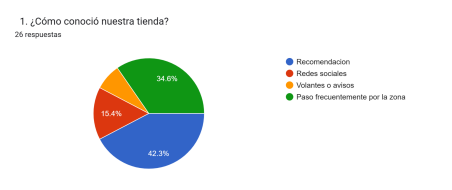 1. ¿Cómo conoció nuestra tienda?
26 respuestas
34.6%
15.4%
42.3%
Recomendacion
Redes sociales
Volantes o avisos
Paso frecuentemente por la zona